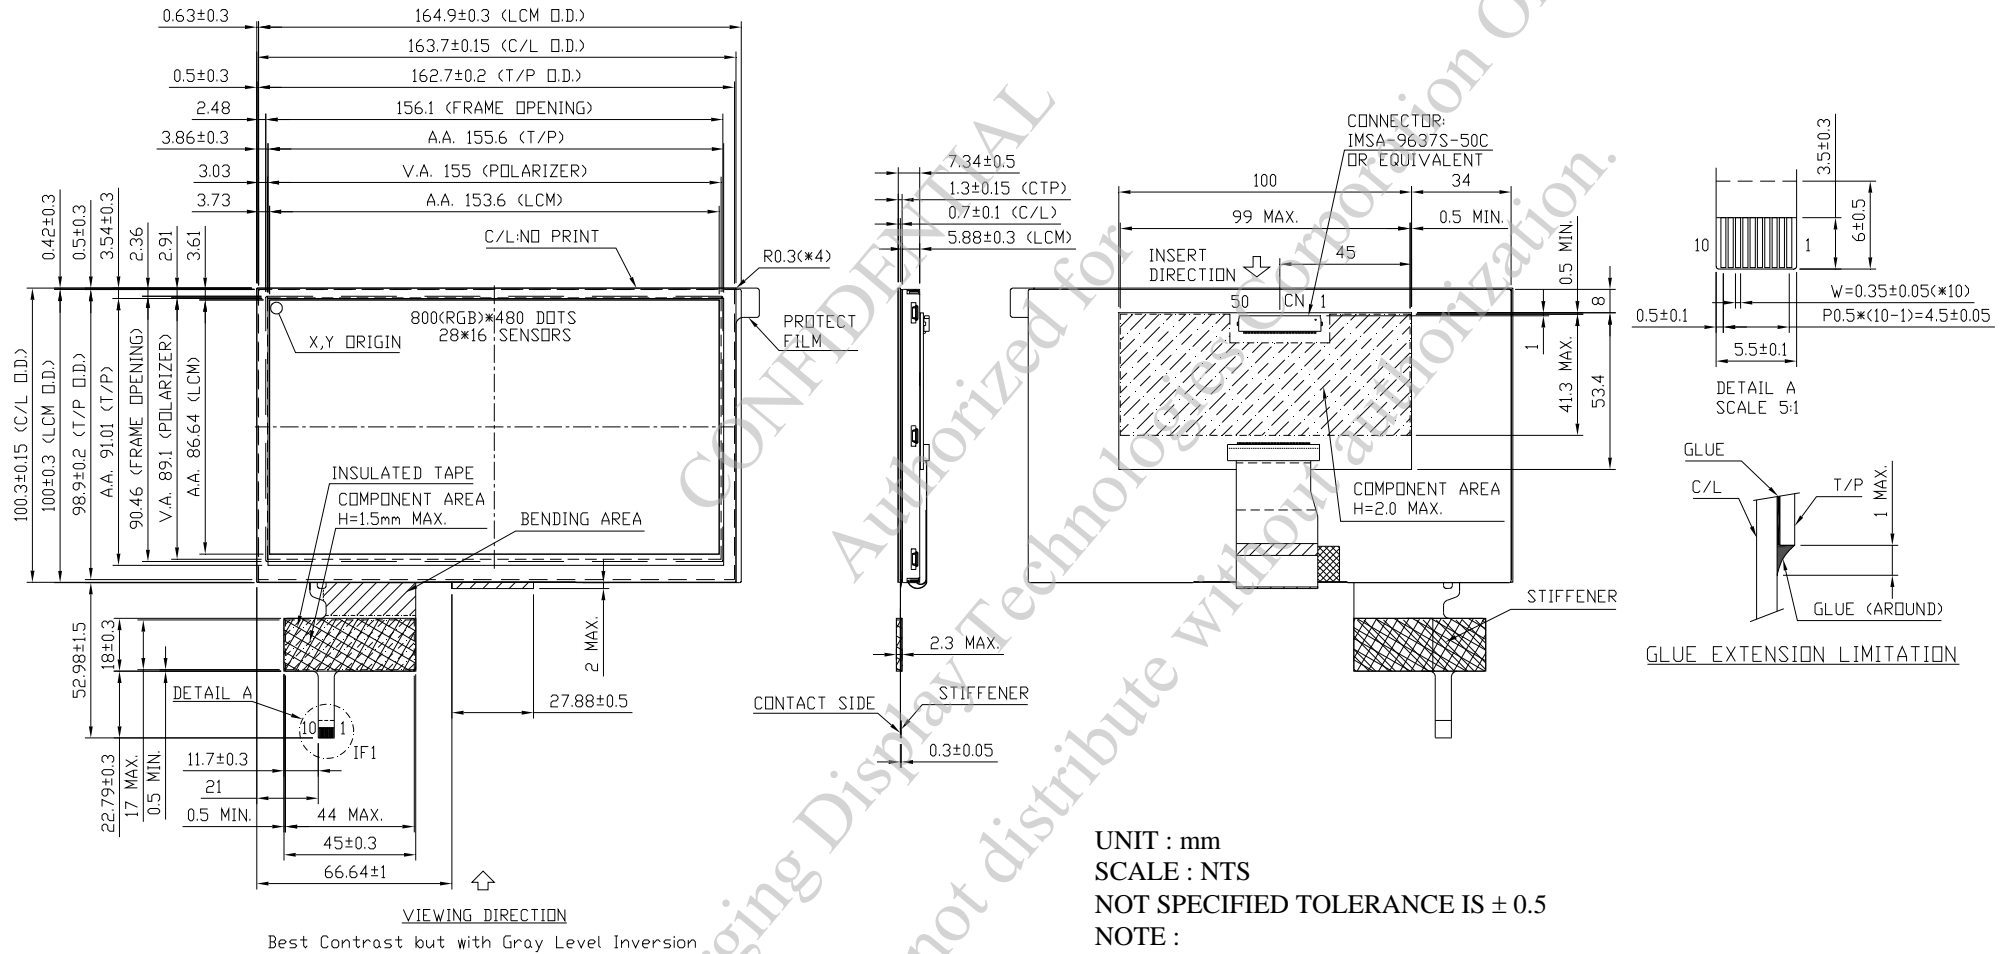 0.63±0.3
164.9±0.3 (LCM O.D.)
163.7±0.15 (C/L O.D.)
0.5±0.3
162.7±0.2 (T/P O.D.)
2.48
156.1 (FRAME OPENING)
3.86±0.3
A.A. 155.6 (T/P)
3.03
V.A. 155 (POLARIZER)
3.73
A.A. 153.6 (LCM)
0.42±0.3
0.5±0.3
3.54±0.3
2.36
2.91
3.61
C/L:NO PRINT
R0.3(*4)
800(RGB)*480 DOTS
28*16 SENSORS
X,Y ORIGIN
PROTECT
FILM
100.3±0.15 (C/L O.D.)
100±0.3 (LCM O.D.)
98.9±0.2 (T/P O.D.)
A.A. 91.01 (T/P)
90.46 (FRAME OPENING)
V.A. 89.1 (POLARIZER)
A.A. 86.64 (LCM)
INSULATED TAPE
COMPONENT AREA
H=1.5mm MAX.
BENDING AREA
52.98±1.5
18±0.3
2 MAX.
DETAIL A
10
1
IF1
27.88±0.5
22.79±0.3
17 MAX.
0.5 MIN.
11.7±0.3
21
0.5 MIN.
44 MAX.
45±0.3
66.64±1
VIEWING DIRECTION
Best Contrast but with Gray Level Inversion
7.34±0.5
1.3±0.15 (CTP)
0.7±0.1 (C/L)
5.88±0.3 (LCM)
2.3 MAX.
CONTACT SIDE
STIFFENER
0.3±0.05
CONNECTOR:
IMSA-9637S-50C
OR EQUIVALENT
100
34
99 MAX.
0.5 MIN.
INSERT
DIRECTION
45
0.5 MIN.
50
CN
1
8
1
41.3 MAX.
53.4
COMPONENT AREA
H=2.0 MAX.
STIFFENER
3.5±0.3
6±0.5
10
1
W=0.35±0.05(*10)
0.5±0.1
P0.5*(10-1)=4.5±0.05
5.5±0.1
DETAIL A
SCALE 5:1
GLUE
C/L
T/P
1 MAX.
GLUE (AROUND)
GLUE EXTENSION LIMITATION
UNIT : mm
SCALE : NTS
NOT SPECIFIED TOLERANCE IS ± 0.5
NOTE :
CONFIDENTIAL
Authorized for
Display Technologies Corporation
not distribute without authorization.